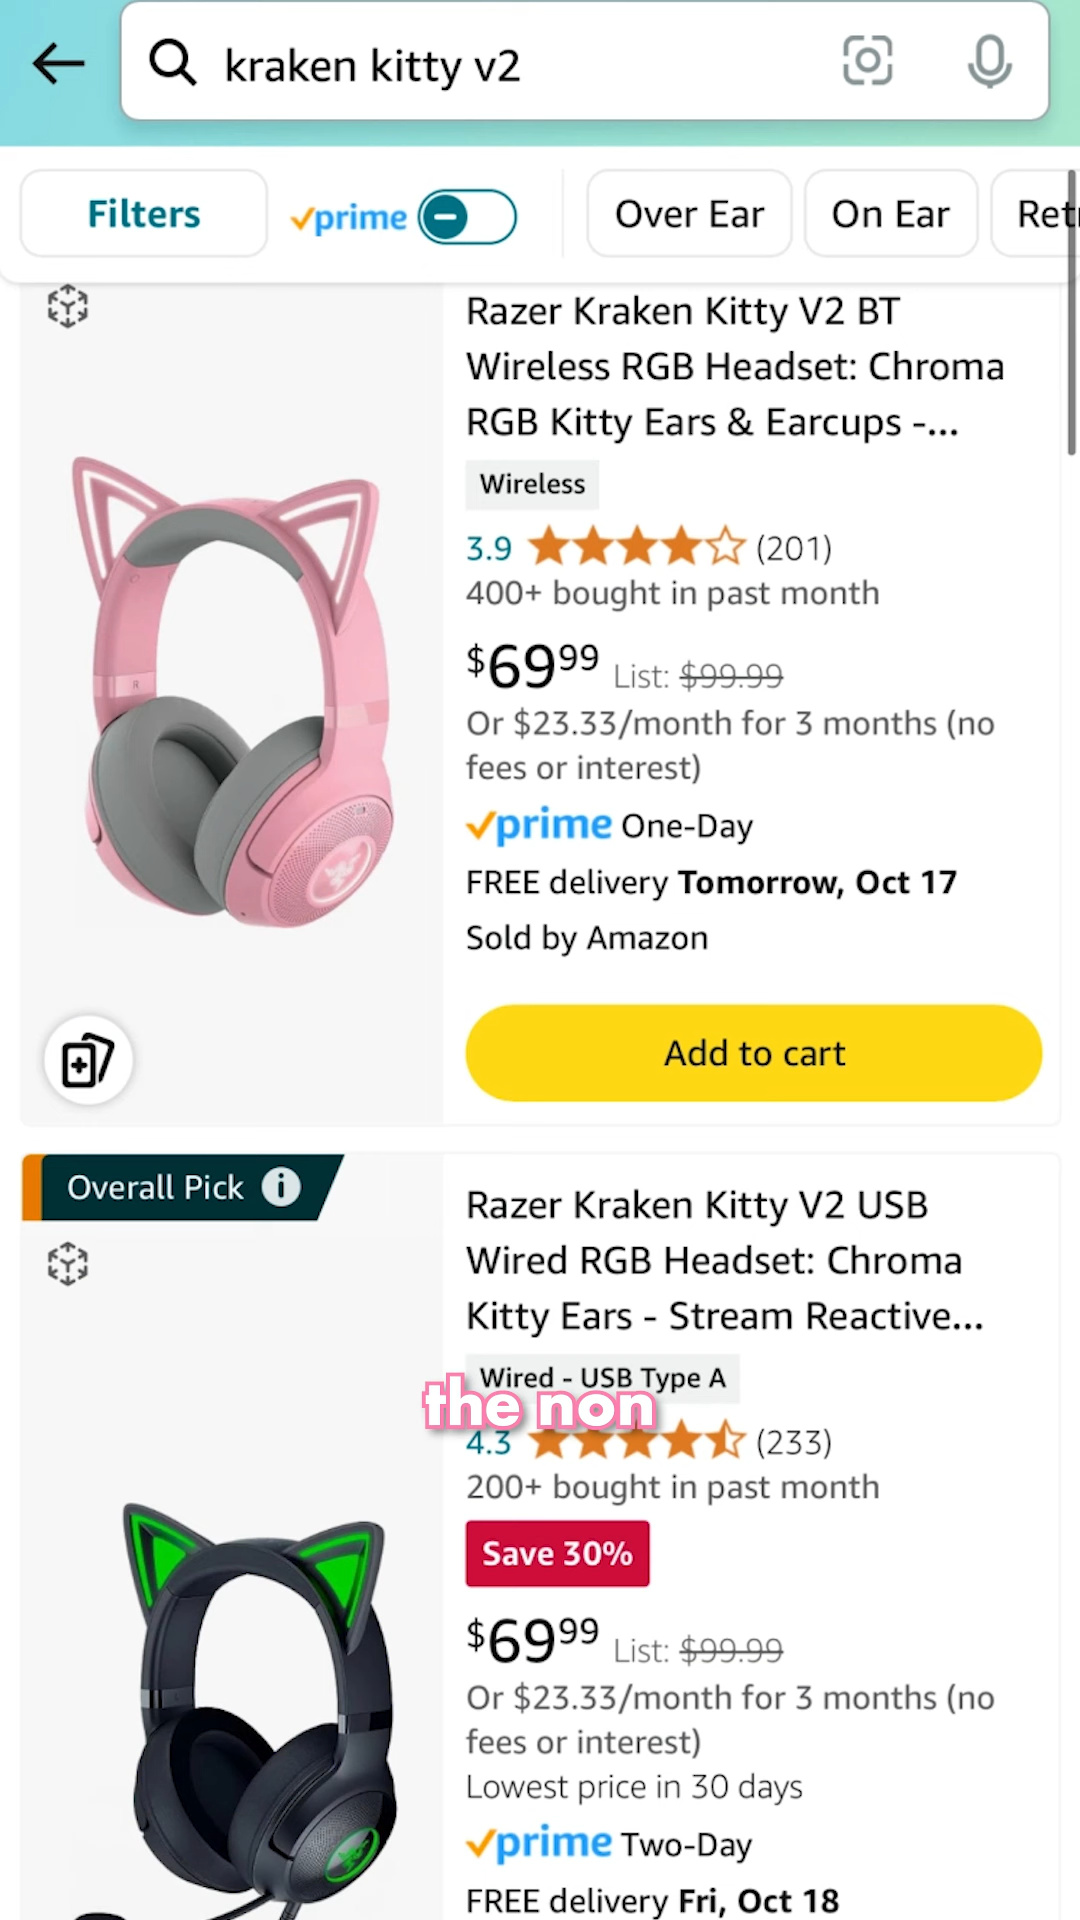 kraken kitty v2
Filters
prime
Over Ear
On Ear
Ret
Razer Kraken Kitty V2 BT
Wireless RGB Headset: Chroma
RGB Kitty Ears & Earcups -...
Wireless
3.9 (201)
400+ bought in past month
$69.99 List: $99.99
Or $23.33/month for 3 months (no
fees or interest)
prime One-Day
FREE delivery Tomorrow, Oct 17
Sold by Amazon
Add to cart
Overall Pick
Razer Kraken Kitty V2 USB
Wired RGB Headset: Chroma
Kitty Ears - Stream Reactive...
Wired - USB Type A
the non
4.3 (233)
200+ bought in past month
Save 30%
$69.99 List: $99.99
Or $23.33/month for 3 months (no
fees or interest)
Lowest price in 30 days
prime Two-Day
FREE delivery Fri, Oct 18